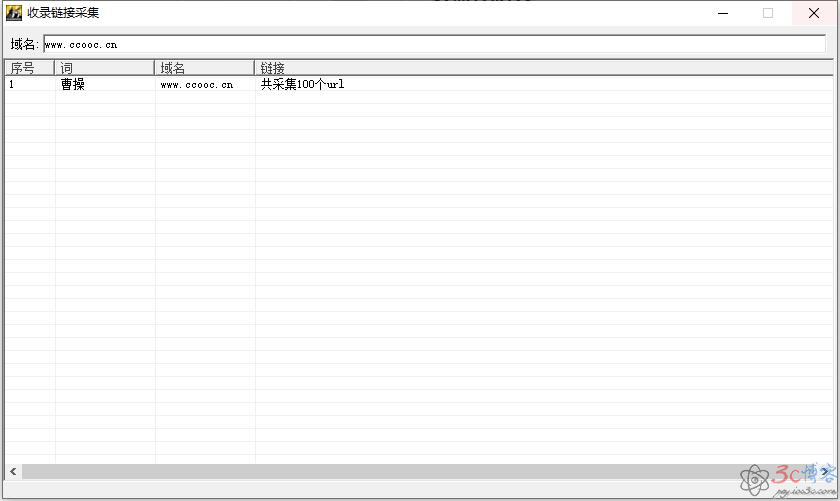 收录链接采集
域名: www.ccooc.cn
序号 词 域名 链接
1 曹操 www.ccooc.cn 共采集100个url
3c博客